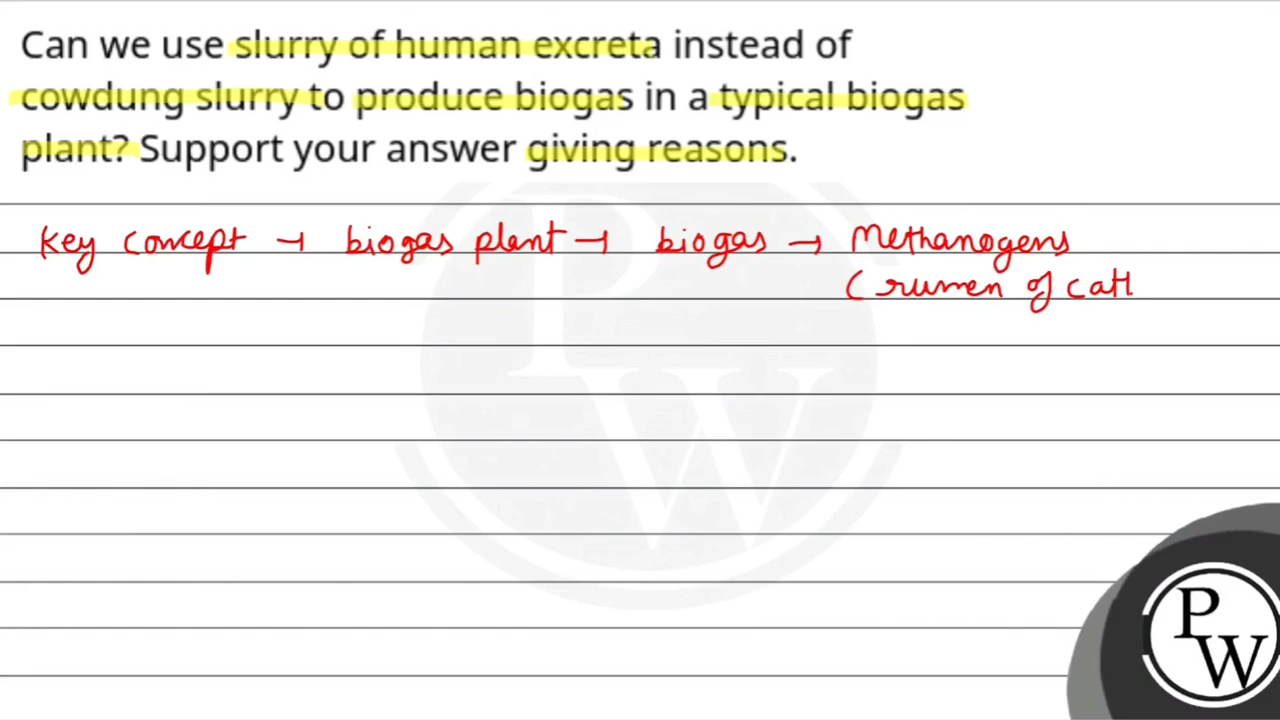 Can we use slurry of human excreta instead of
cowdung slurry to produce biogas in a typical biogas
plant? Support your answer giving reasons.
Key concept → biogas plant → biogas → Methanogens
(rumen of catt
P
W
P
W